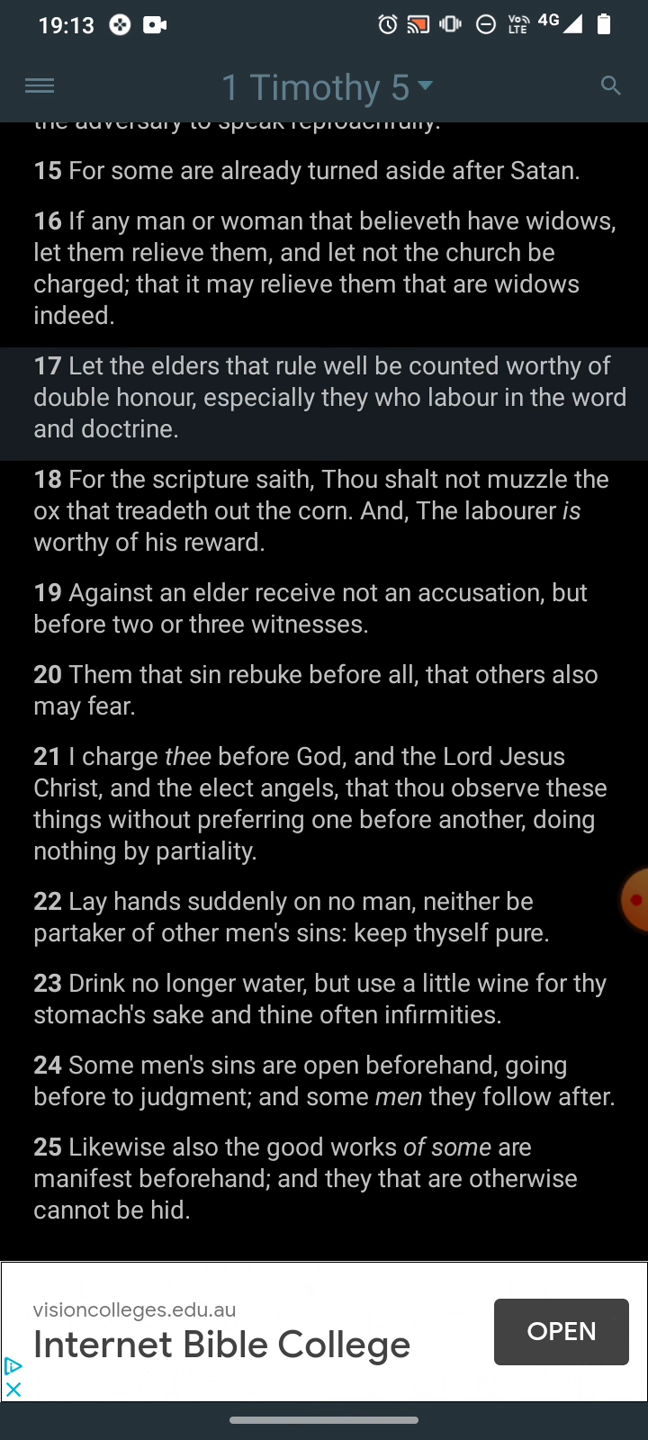 19:13
VoD LTE 4G
1 Timothy 5
the adversary to speak reproachfully.
15 For some are already turned aside after Satan.
16 If any man or woman that believeth have widows,
let them relieve them, and let not the church be
charged; that it may relieve them that are widows
indeed.
17 Let the elders that rule well be counted worthy of
double honour, especially they who labour in the word
and doctrine.
18 For the scripture saith, Thou shalt not muzzle the
ox that treadeth out the corn. And, The labourer is
worthy of his reward.
19 Against an elder receive not an accusation, but
before two or three witnesses.
20 Them that sin rebuke before all, that others also
may fear.
21 I charge thee before God, and the Lord Jesus
Christ, and the elect angels, that thou observe these
things without preferring one before another, doing
nothing by partiality.
22 Lay hands suddenly on no man, neither be
partaker of other men's sins: keep thyself pure.
23 Drink no longer water, but use a little wine for thy
stomach's sake and thine often infirmities.
24 Some men's sins are open beforehand, going
before to judgment; and some men they follow after.
25 Likewise also the good works of some are
manifest beforehand; and they that are otherwise
cannot be hid.
visioncolleges.edu.au
Internet Bible College
OPEN